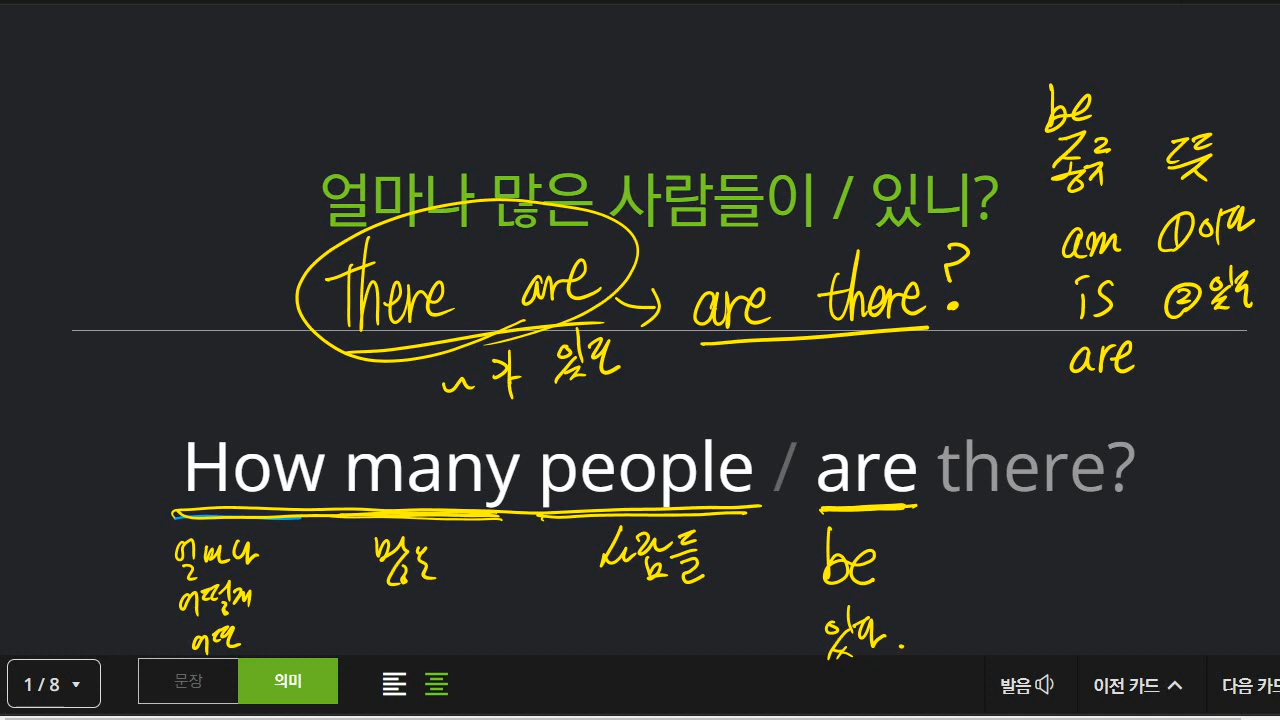 be
종류 뜻
얼마나 많은 사람들이 / 있니?
am ①이다
there are → are there?
is ②있다
~가 있다
are
How many people / are there?
얼마나 많은 사람들 be
어떻게
어떤 있다.
1 / 8 문장 의미 발음 이전 카드 다음 카드